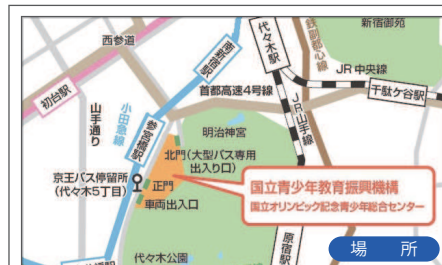 西参道
南新宿駅
代々木駅
副都心線
新宿御苑
JR中央線
千駄ケ谷駅
初台駅
山手通り
小田急線
参宮橋駅
首都高速4号線
明治神宮
JR山手線
北門(大型バス専用
出入り口)
京王バス停留所
(代々木5丁目)
正門
車両出入口
国立青少年教育振興機構
国立オリンピック記念青少年総合センター
原宿駅
代々木公園
場 所